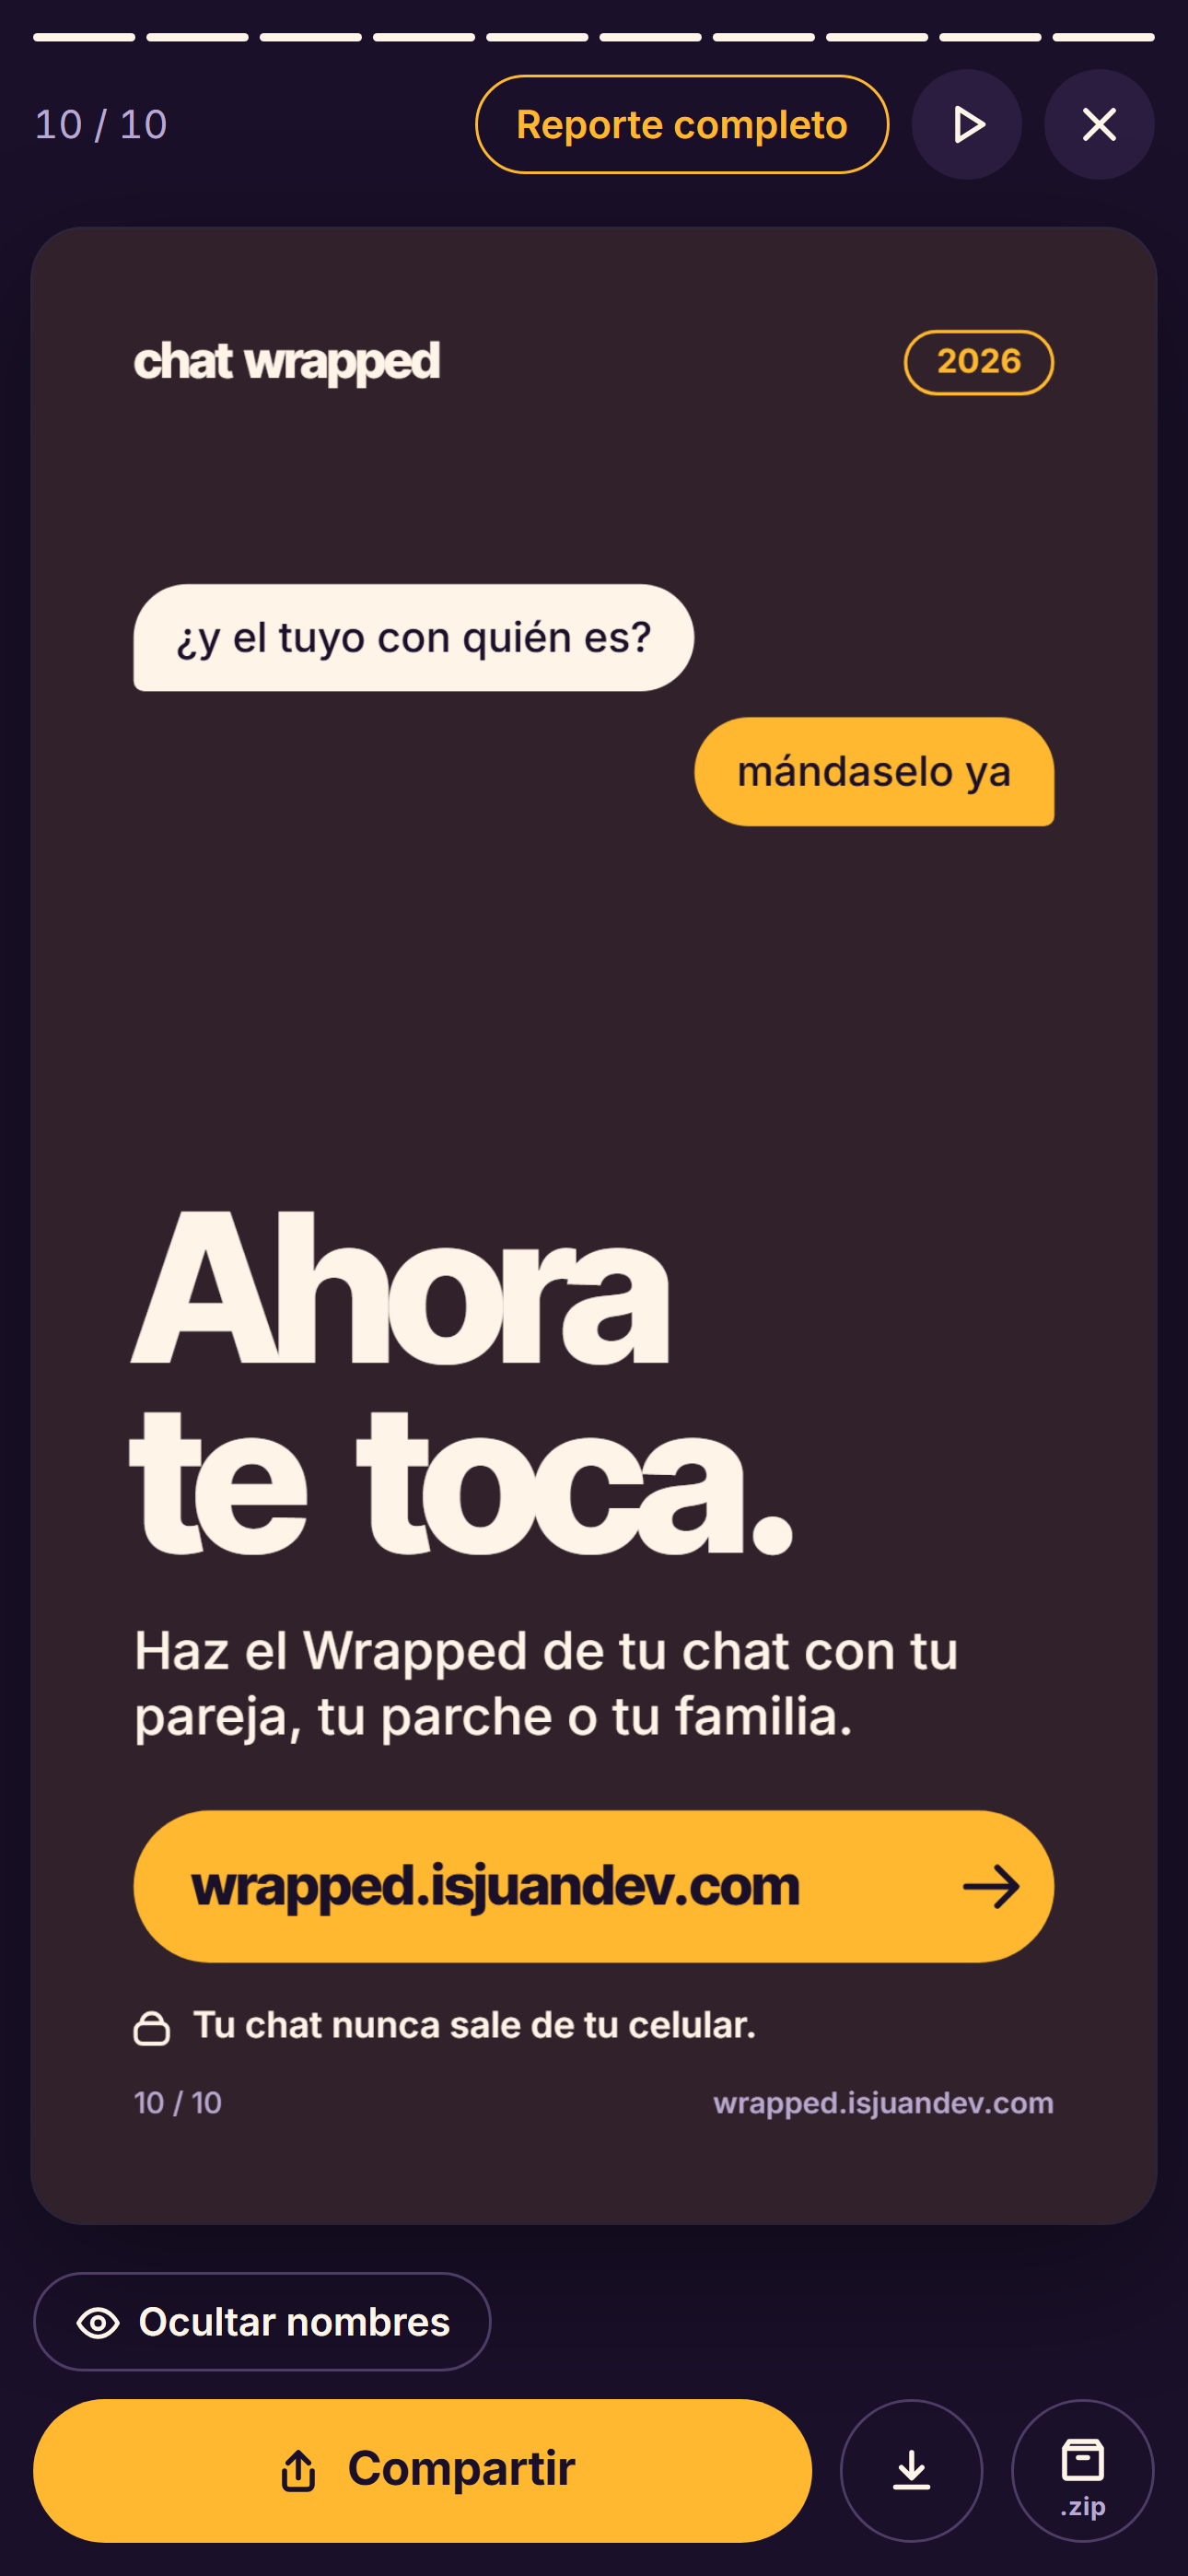 10 / 10
Reporte completo
chat wrapped
2026
¿y el tuyo con quién es?
mándaselo ya
Ahora
te toca.
Haz el Wrapped de tu chat con tu
pareja, tu parche o tu familia.
wrapped.isjuandev.com
Tu chat nunca sale de tu celular.
10 / 10
wrapped.isjuandev.com
Ocultar nombres
Compartir
.zip